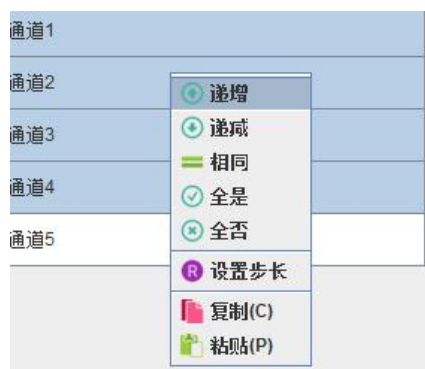 通道1
通道2
通道3
通道4
通道5
递增
递减
相同
全是
全否
R 设置步长
复制(C)
粘贴(P)